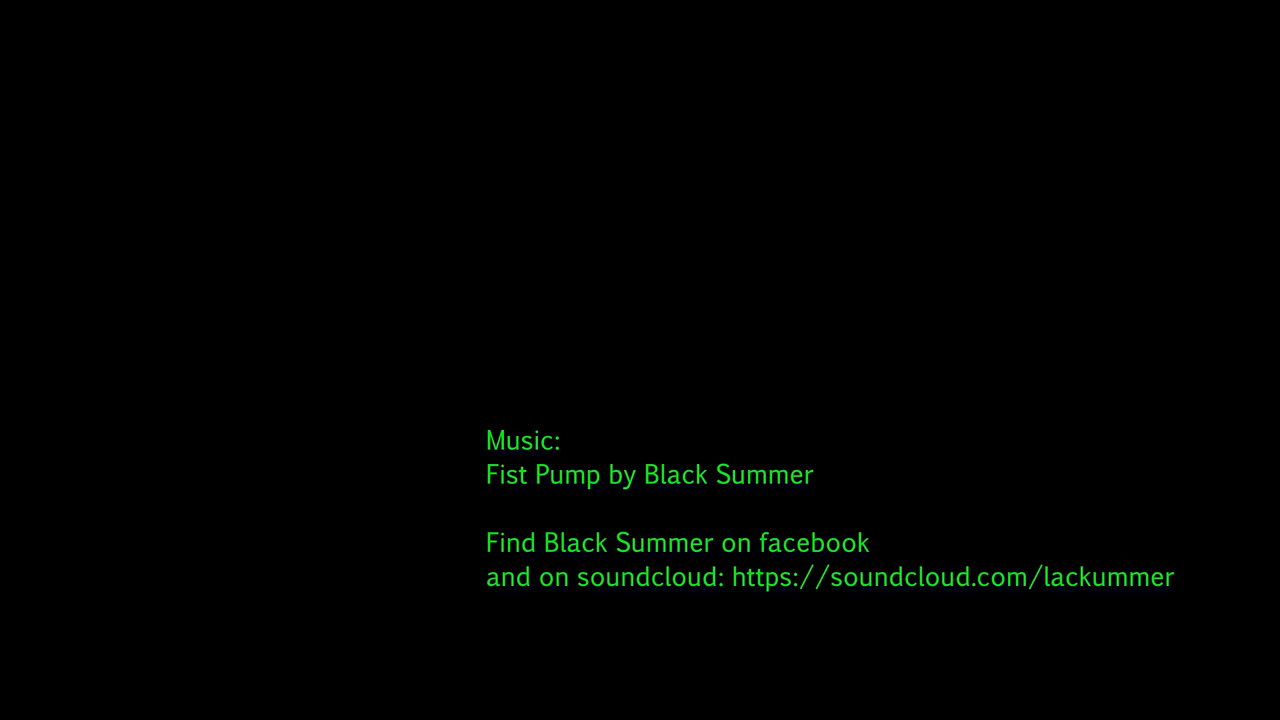 Music:
Fist Pump by Black Summer
Find Black Summer on facebook
and on soundcloud: https://soundcloud.com/lackummer